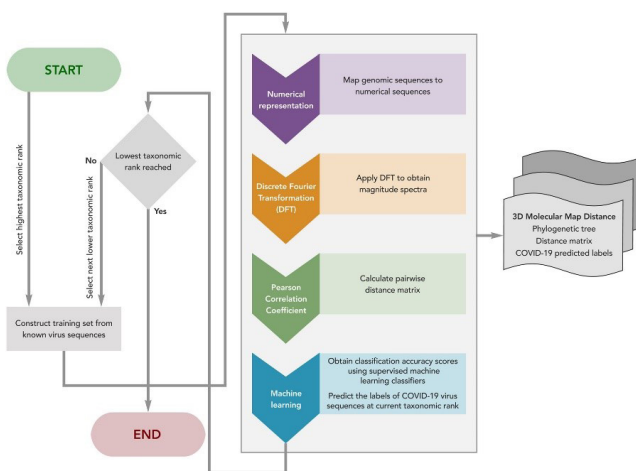 START
Select highest taxonomic rank
Lowest taxonomic
rank reached
No
Yes
Select next lower taxonomic rank
Construct training set from
known virus sequences
END
Numerical
representation
Map genomic sequences to
numerical sequences
Discrete Fourier
Transformation
(DFT)
Apply DFT to obtain
magnitude spectra
Pearson
Correlation
Coefficient
Calculate pairwise
distance matrix
Machine
learning
Obtain classification accuracy scores
using supervised machine
learning classifiers
Predict the labels of COVID-19 virus
sequences at current taxonomic rank
3D Molecular Map Distance
Phylogenetic tree
Distance matrix
COVID-19 predicted labels